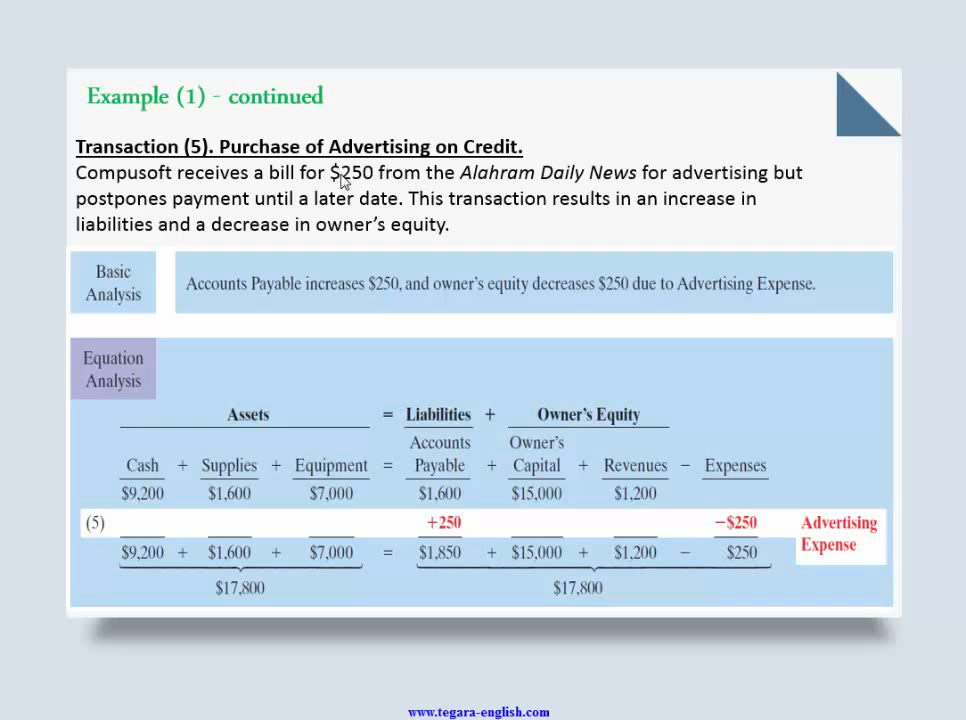 Example (1) - continued
Transaction (5). Purchase of Advertising on Credit.
Compusoft receives a bill for $250 from the Alahram Daily News for advertising but
postpones payment until a later date. This transaction results in an increase in
liabilities and a decrease in owner's equity.
Basic
Analysis
Accounts Payable increases $250, and owner's equity decreases $250 due to Advertising Expense.
Equation
Analysis
Assets = Liabilities + Owner's Equity
Accounts Owner's
Cash + Supplies + Equipment = Payable + Capital + Revenues − Expenses
$9,200 $1,600 $7,000 $1,600 $15,000 $1,200
(5) +250 −$250 Advertising
Expense
$9,200 + $1,600 + $7,000 = $1,850 + $15,000 + $1,200 − $250
$17,800 $17,800
www.tegara-english.com